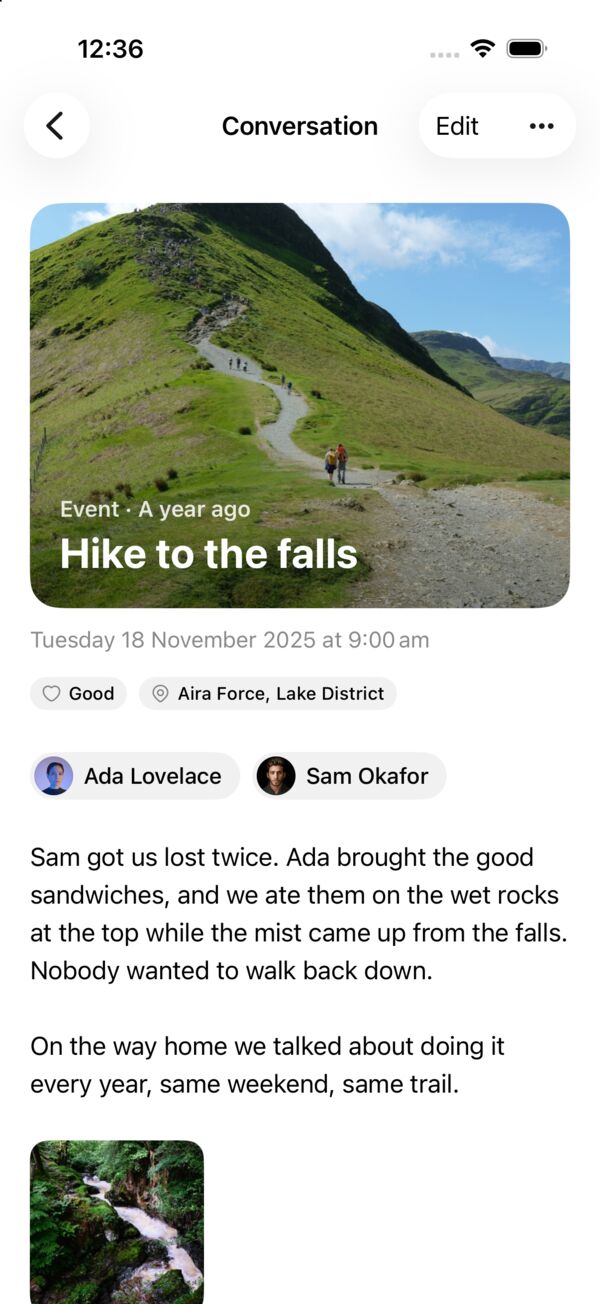 12:36
Conversation
Edit
Event · A year ago
Hike to the falls
Tuesday 18 November 2025 at 9:00 am
Good
Aira Force, Lake District
Ada Lovelace
Sam Okafor
Sam got us lost twice. Ada brought the good
sandwiches, and we ate them on the wet rocks
at the top while the mist came up from the falls.
Nobody wanted to walk back down.
On the way home we talked about doing it
every year, same weekend, same trail.